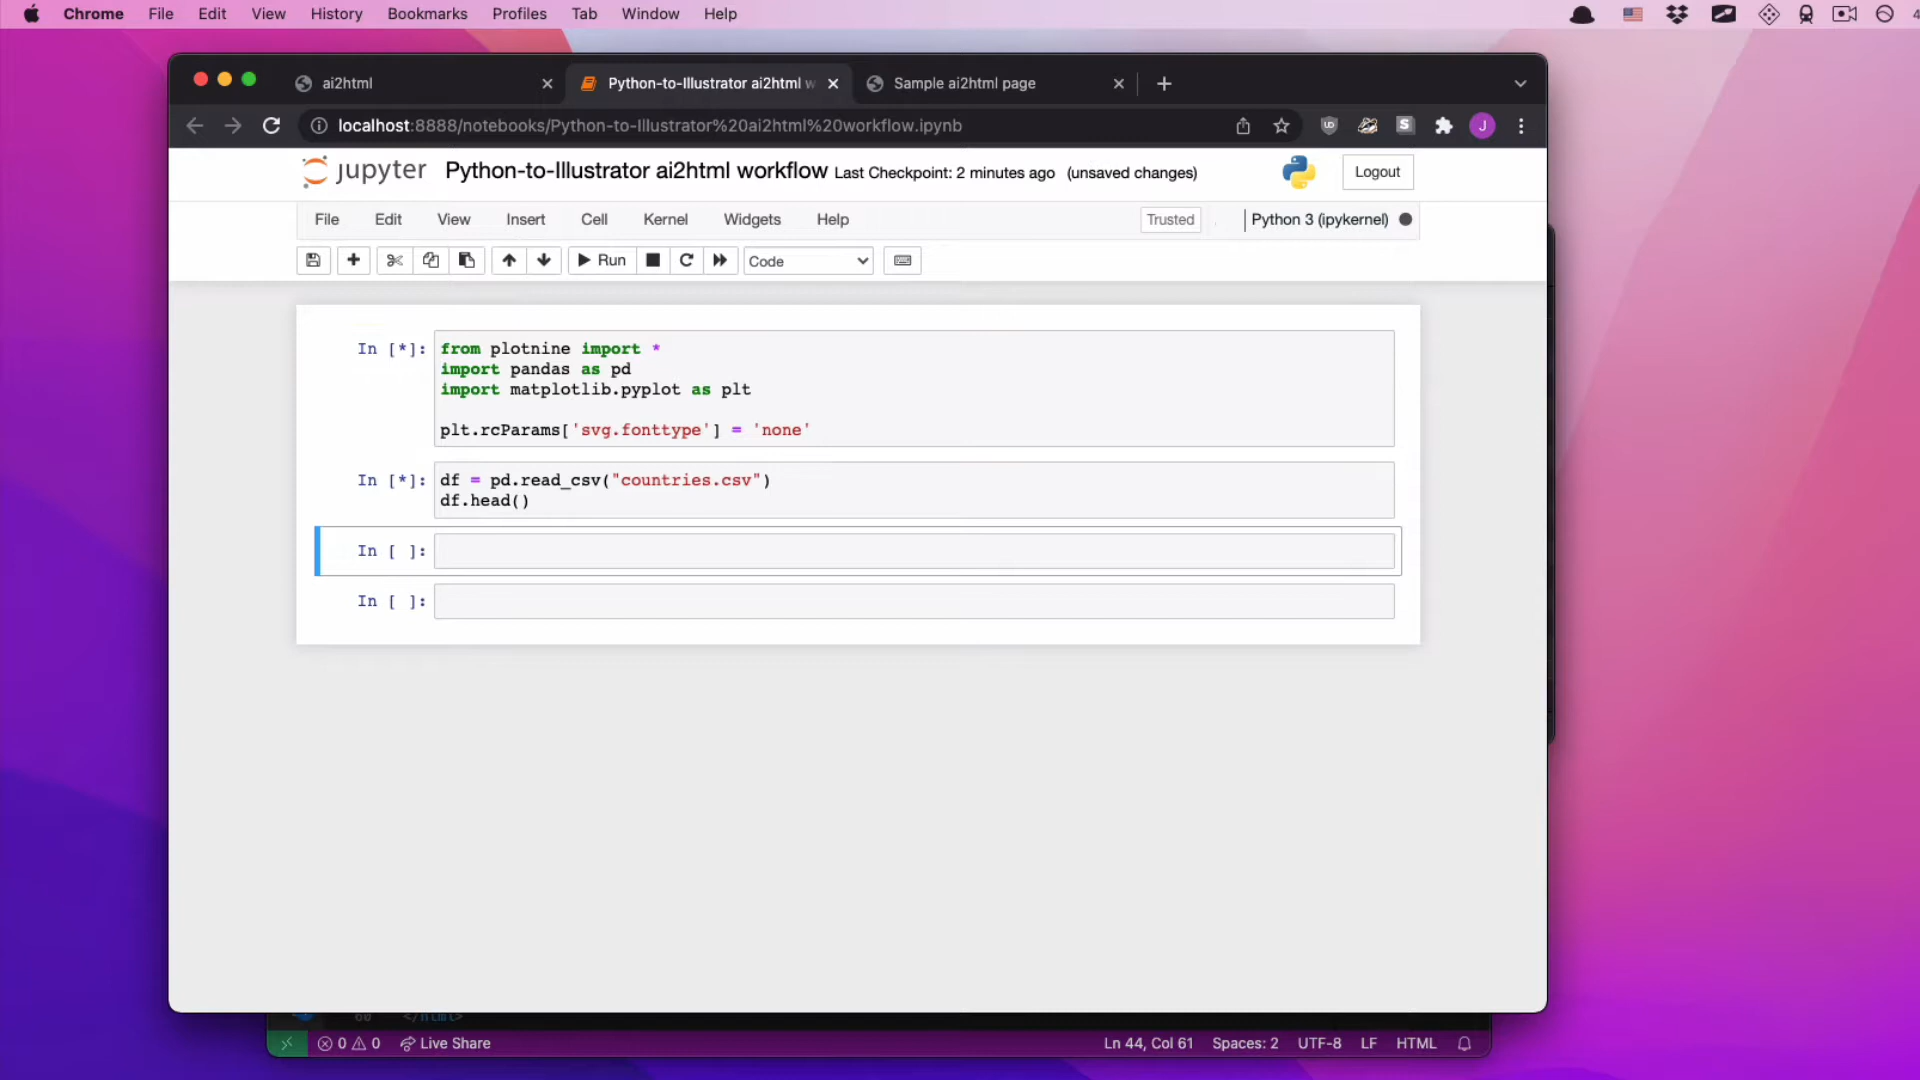 Chrome File Edit View History Bookmarks Profiles Tab Window Help
ai2html
Python-to-Illustrator ai2html w
Sample ai2html page
localhost:8888/notebooks/Python-to-Illustrator%20ai2html%20workflow.ipynb
J
jupyter Python-to-Illustrator ai2html workflow Last Checkpoint: 2 minutes ago (unsaved changes)
Logout
File Edit View Insert Cell Kernel Widgets Help
Trusted
Python 3 (ipykernel)
Run
Code
In [*]: from plotnine import *
import pandas as pd
import matplotlib.pyplot as plt
plt.rcParams['svg.fonttype'] = 'none'
In [*]: df = pd.read_csv("countries.csv")
df.head()
In [ ]:
In [ ]:
0 0 Live Share
Ln 44, Col 61 Spaces: 2 UTF-8 LF HTML